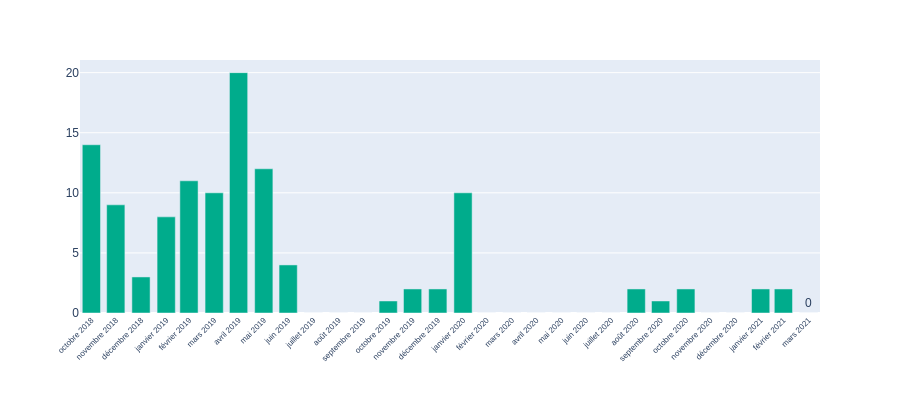 20
15
10
5
0
0
octobre 2018
novembre 2018
décembre 2018
janvier 2019
février 2019
mars 2019
avril 2019
mai 2019
juin 2019
juillet 2019
août 2019
septembre 2019
octobre 2019
novembre 2019
décembre 2019
janvier 2020
février 2020
mars 2020
avril 2020
mai 2020
juin 2020
juillet 2020
août 2020
septembre 2020
octobre 2020
novembre 2020
décembre 2020
janvier 2021
février 2021
mars 2021